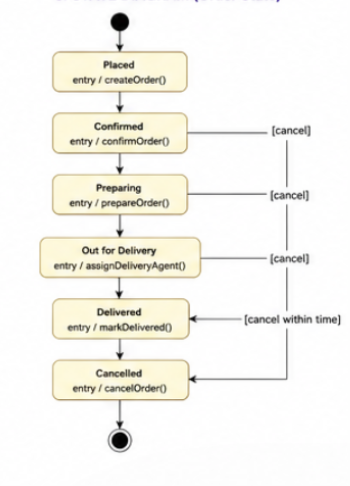 Placed
entry / createOrder()
Confirmed
entry / confirmOrder()
[cancel]
Preparing
entry / prepareOrder()
[cancel]
Out for Delivery
entry / assignDeliveryAgent()
[cancel]
Delivered
entry / markDelivered()
[cancel within time]
Cancelled
entry / cancelOrder()